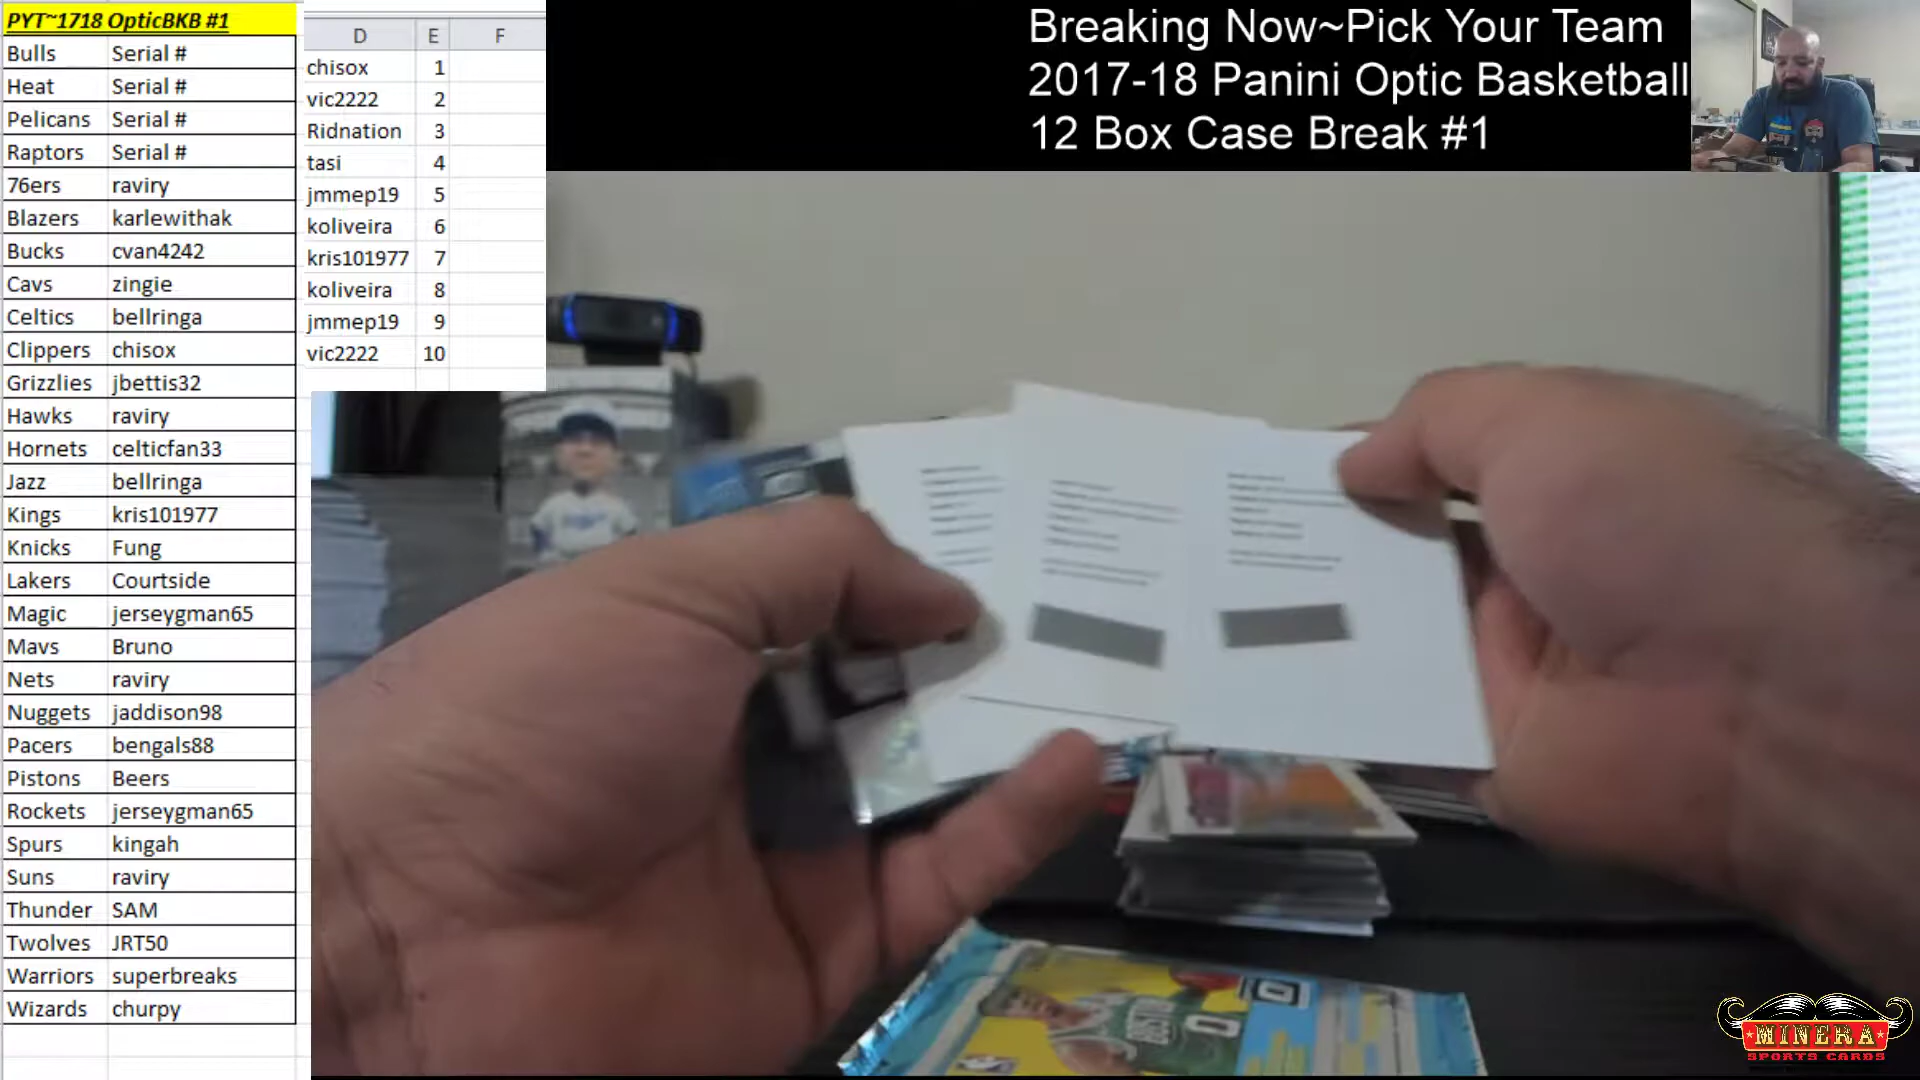 PYT~1718 OpticBKB #1
Bulls Serial #
Heat Serial #
Pelicans Serial #
Raptors Serial #
76ers raviry
Blazers karlewithak
Bucks cvan4242
Cavs zingie
Celtics bellringa
Clippers chisox
Grizzlies jbettis32
Hawks raviry
Hornets celticfan33
Jazz bellringa
Kings kris101977
Knicks Fung
Lakers Courtside
Magic jerseygman65
Mavs Bruno
Nets raviry
Nuggets jaddison98
Pacers bengals88
Pistons Beers
Rockets jerseygman65
Spurs kingah
Suns raviry
Thunder SAM
Twolves JRT50
Warriors superbreaks
Wizards churpy
D E F
chisox 1
vic2222 2
Ridnation 3
tasi 4
jmmep19 5
koliveira 6
kris101977 7
koliveira 8
jmmep19 9
vic2222 10
Breaking Now~Pick Your Team
2017-18 Panini Optic Basketball
12 Box Case Break #1
BOSTON
0
MINERA
SPORTS CARDS